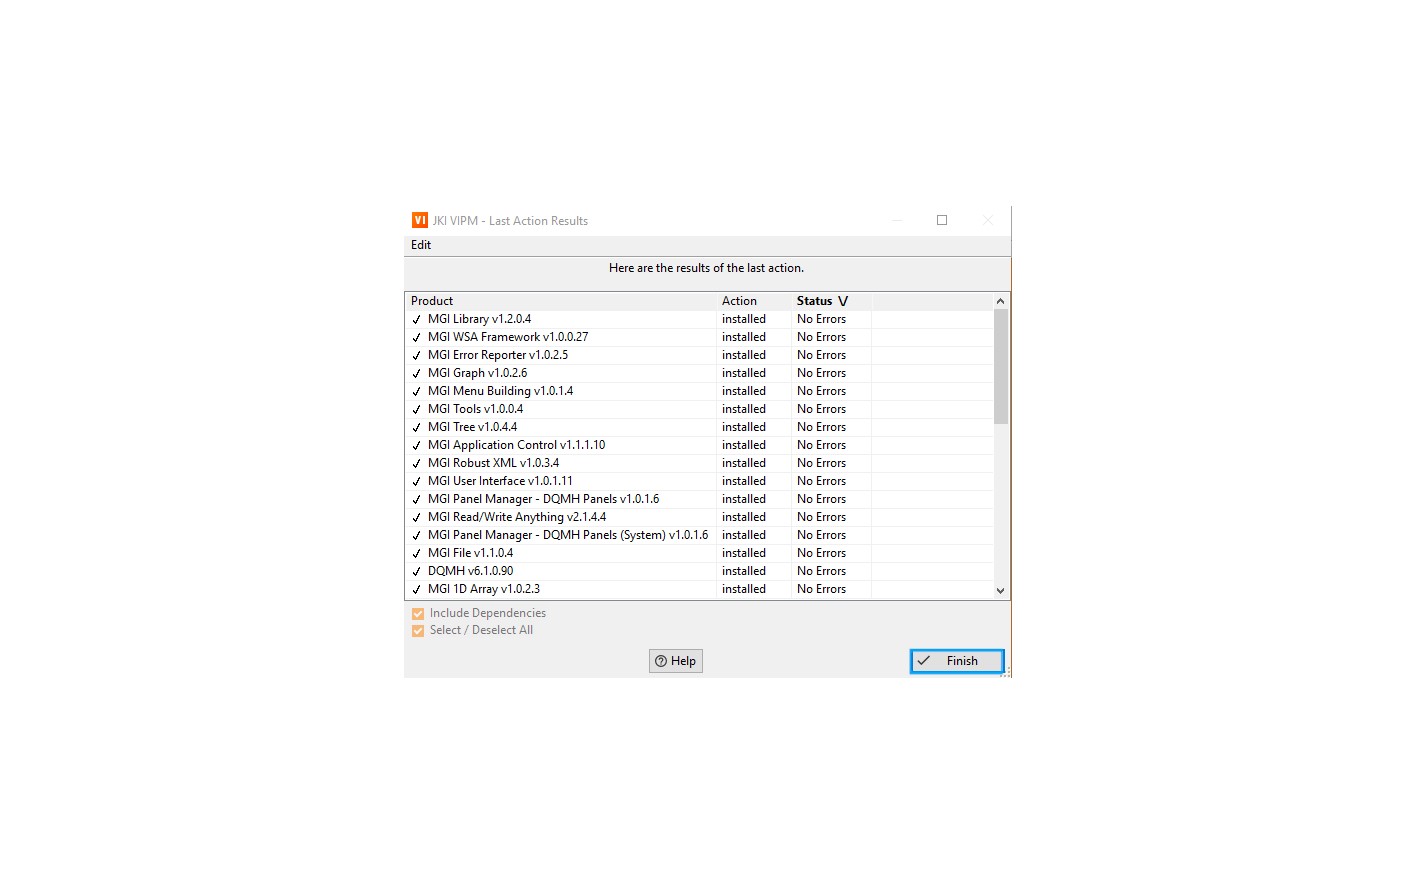 VI JKI VIPM - Last Action Results
Edit
Here are the results of the last action.
Product Action Status V
MGI Library v1.2.0.4 installed No Errors
MGI WSA Framework v1.0.0.27 installed No Errors
MGI Error Reporter v1.0.2.5 installed No Errors
MGI Graph v1.0.2.6 installed No Errors
MGI Menu Building v1.0.1.4 installed No Errors
MGI Tools v1.0.0.4 installed No Errors
MGI Tree v1.0.4.4 installed No Errors
MGI Application Control v1.1.1.10 installed No Errors
MGI Robust XML v1.0.3.4 installed No Errors
MGI User Interface v1.0.1.11 installed No Errors
MGI Panel Manager - DQMH Panels v1.0.1.6 installed No Errors
MGI Read/Write Anything v2.1.4.4 installed No Errors
MGI Panel Manager - DQMH Panels (System) v1.0.1.6 installed No Errors
MGI File v1.1.0.4 installed No Errors
DQMH v6.1.0.90 installed No Errors
MGI 1D Array v1.0.2.3 installed No Errors
Include Dependencies
Select / Deselect All
Help Finish